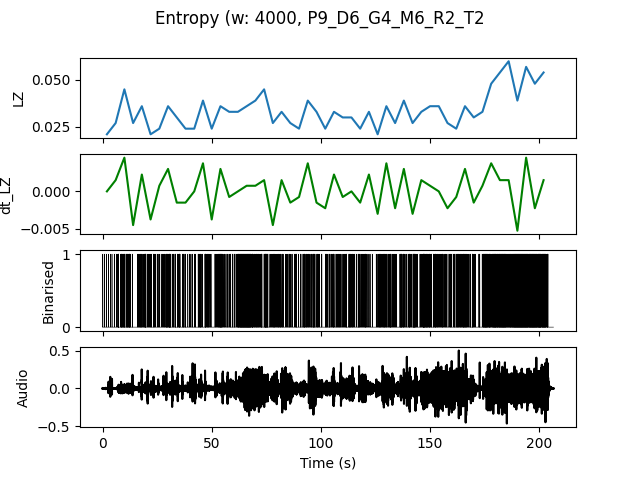 Entropy (w: 4000, P9_D6_G4_M6_R2_T2
LZ
0.050
0.025
dt_LZ
0.000
−0.005
Binarised
1
0
Audio
0.5
0.0
−0.5
0 50 100 150 200
Time (s)